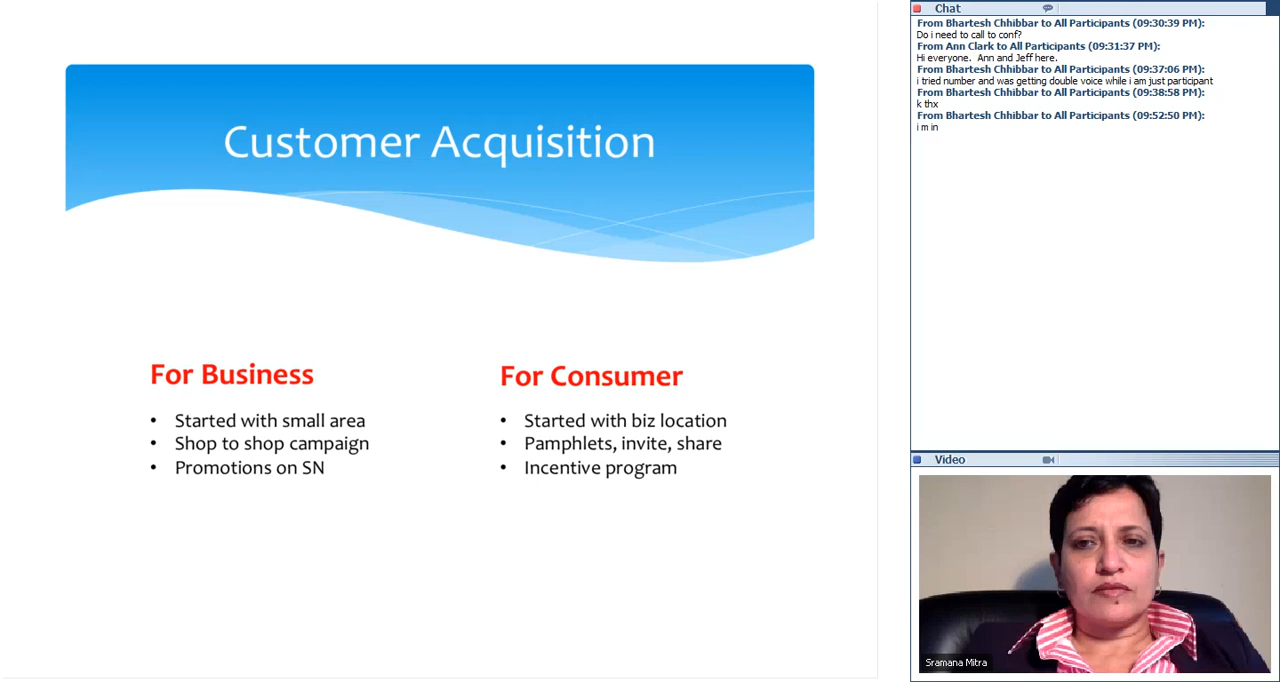 Customer Acquisition
For Business
• Started with small area
• Shop to shop campaign
• Promotions on SN
For Consumer
• Started with biz location
• Pamphlets, invite, share
• Incentive program
Chat
From Bhartesh Chhibbar to All Participants (09:30:39 PM):
Do i need to call to conf?
From Ann Clark to All Participants (09:31:37 PM):
Hi everyone. Ann and Jeff here.
From Bhartesh Chhibbar to All Participants (09:37:06 PM):
i tried number and was getting double voice while i am just participant
From Bhartesh Chhibbar to All Participants (09:38:58 PM):
k thx
From Bhartesh Chhibbar to All Participants (09:52:50 PM):
i m in
Video
Sramana Mitra